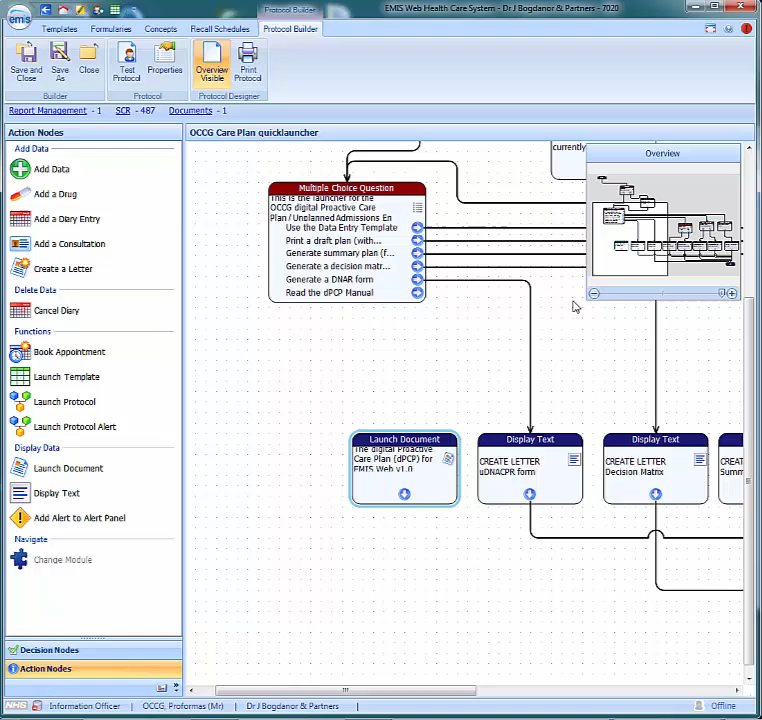 Protocol Builder
EMIS Web Health Care System - Dr J Bogdanor & Partners - 7020
emis
Templates
Formularies
Concepts
Recall Schedules
Protocol Builder
Save and Close
Save As
Close
Test Protocol
Properties
Overview Visible
Print Protocol
Builder
Protocol
Protocol Designer
Report Management - 1
SCR - 487
Documents - 1
Action Nodes
Add Data
Add Data
Add a Drug
Add a Diary Entry
Add a Consultation
Create a Letter
Delete Data
Cancel Diary
Functions
Book Appointment
Launch Template
Launch Protocol
Launch Protocol Alert
Display Data
Launch Document
Display Text
Add Alert to Alert Panel
Navigate
Change Module
Decision Nodes
Action Nodes
OCCG Care Plan quicklauncher
currently
Overview
Multiple Choice Question
This is the launcher for the
OCCG digital Proactive Care
Plan / Unplanned Admissions En
Use the Data Entry Template
Print a draft plan (with...
Generate summary plan (f...
Generate a decision matr...
Generate a DNAR form
Read the dPCP Manual
Launch Document
The digital Proactive
Care Plan (dPCP) for
EMIS Web v1.0
Display Text
CREATE LETTER
uDNACPR form
Display Text
CREATE LETTER
Decision Matrix
CREAT
Summ
NHS
Information Officer
OCCG, Proformas (Mr)
Dr J Bogdanor & Partners
Offline